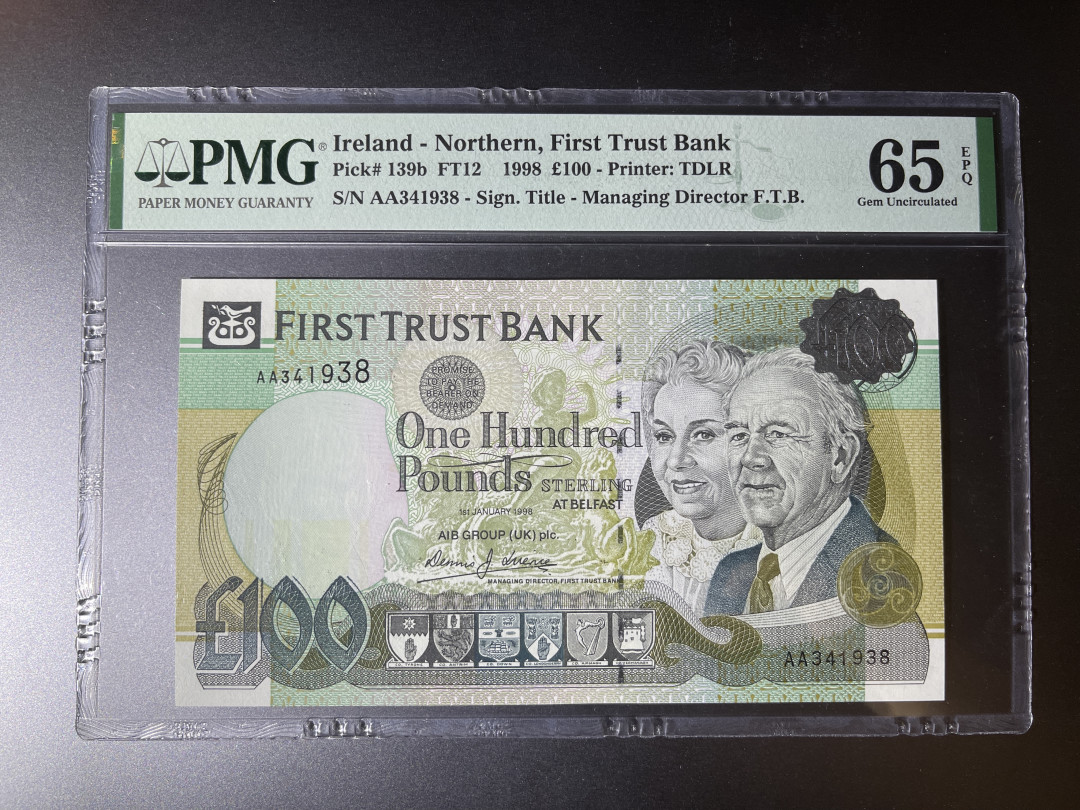 PMG®
PAPER MONEY GUARANTY
Ireland - Northern, First Trust Bank
Pick# 139b FT12 1998 £100 - Printer: TDLR
S/N AA341938 - Sign. Title - Managing Director F.T.B.
65 EPQ
Gem Uncirculated
FIRST TRUST BANK
AA341938
PROMISE
TO PAY THE
BEARER ON
DEMAND
One Hundred
Pounds STERLING
AT BELFAST
1st JANUARY 1998
AIB GROUP (UK) plc.
MANAGING DIRECTOR, FIRST TRUST BANK
£100
AA341938